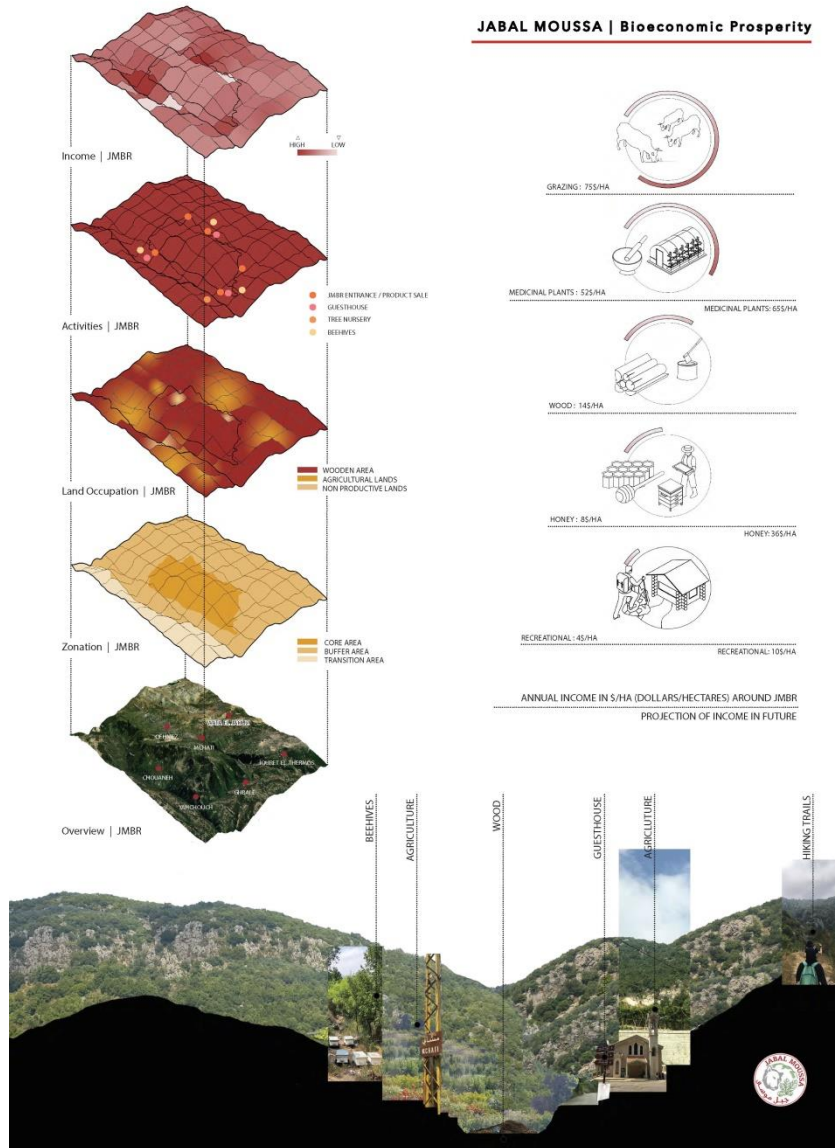 JABAL MOUSSA | Bioeconomic Prosperity
Income | JMBR
HIGH LOW
Activities | JMBR
JMBR ENTRANCE / PRODUCT SALE
GUESTHOUSE
TREE NURSERY
BEEHIVES
Land Occupation | JMBR
WOODEN AREA
AGRICULTURAL LANDS
NON PRODUCTIVE LANDS
Zonation | JMBR
CORE AREA
BUFFER AREA
TRANSITION AREA
MCHATI
CHOUANEH
YAHCHOUCH
GHBALE
Overview | JMBR
GRAZING : 75$/HA
MEDICINAL PLANTS : 52$/HA
MEDICINAL PLANTS: 65$/HA
WOOD : 14$/HA
HONEY : 8$/HA
HONEY: 36$/HA
RECREATIONAL : 4$/HA
RECREATIONAL: 10$/HA
ANNUAL INCOME IN $/HA (DOLLARS/HECTARES) AROUND JMBR
PROJECTION OF INCOME IN FUTURE
BEEHIVES
AGRICULTURE
WOOD
GUESTHOUSE
AGRICLUTURE
HIKING TRAILS
JABAL MOUSSA
جبل موسى